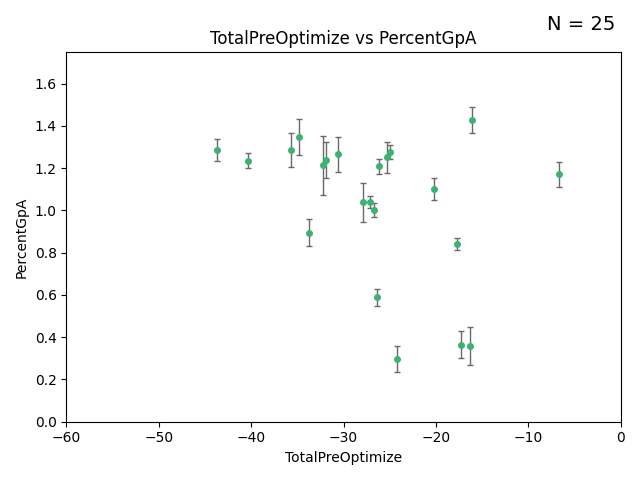 N = 25
TotalPreOptimize vs PercentGpA
1.6
1.4
1.2
1.0
0.8
0.6
0.4
0.2
0.0
PercentGpA
−60 −50 −40 −30 −20 −10 0
TotalPreOptimize